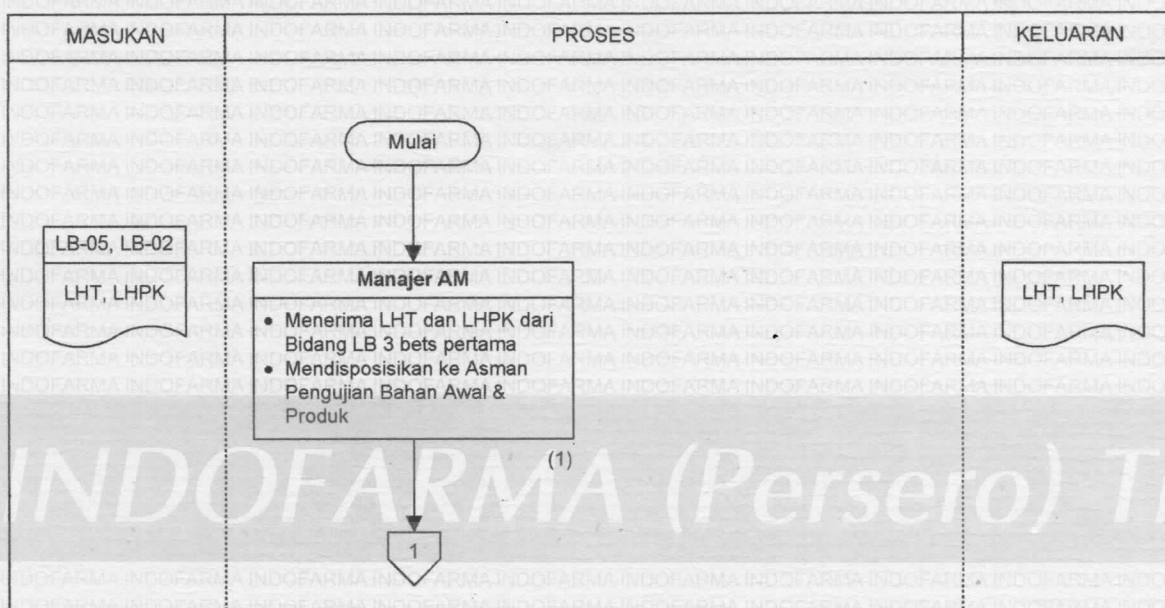 MASUKAN
PROSES
KELUARAN
Mulai
LB-05, LB-02
LHT, LHPK
Manajer AM
• Menerima LHT dan LHPK dari
Bidang LB 3 bets pertama
• Mendisposisikan ke Asman
Pengujian Bahan Awal &
Produk
(1)
LHT, LHPK
1
INDOFARMA (Persero) T